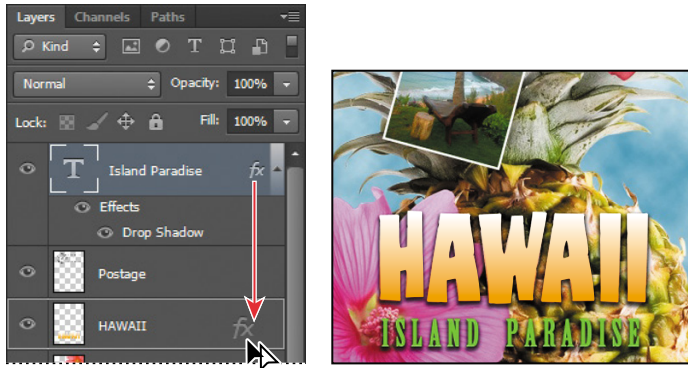 Layers Channels Paths
Kind T
Normal Opacity: 100%
Lock: Fill: 100%
T Island Paradise fx
Effects
Drop Shadow
Postage
HAWAII fx
HAWAII
ISLAND PARADISE